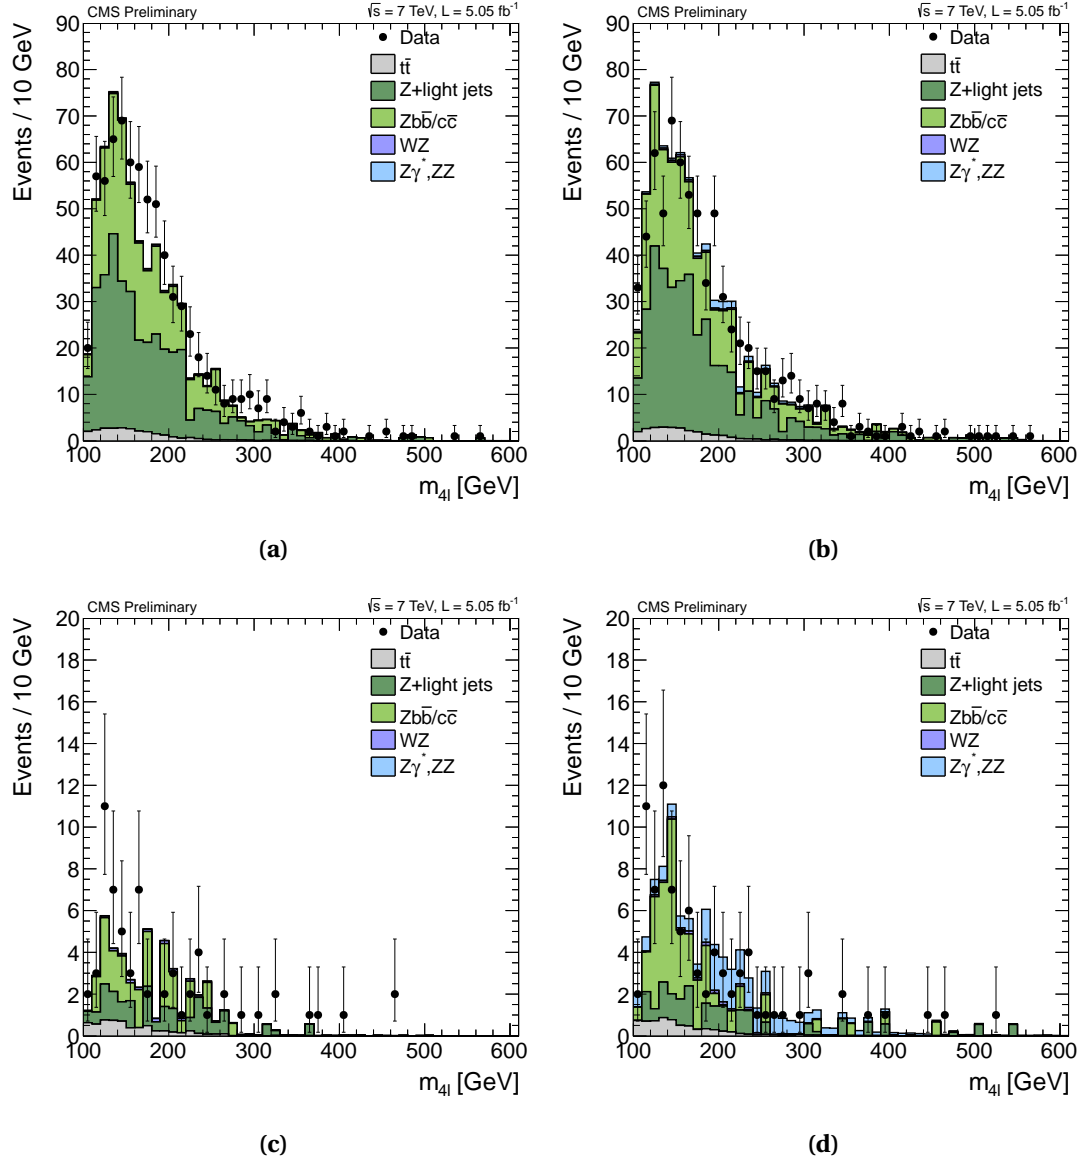 CMS Preliminary
√s = 7 TeV, L = 5.05 fb⁻¹
Events / 10 GeV
90
80
70
60
50
40
30
20
10
0
Data
tt̄
Z+light jets
Zbb̄/cc̄
WZ
Zγ*,ZZ
100 200 300 400 500 600
m4l [GeV]
(a)
CMS Preliminary
√s = 7 TeV, L = 5.05 fb⁻¹
Events / 10 GeV
90
80
70
60
50
40
30
20
10
0
Data
tt̄
Z+light jets
Zbb̄/cc̄
WZ
Zγ*,ZZ
100 200 300 400 500 600
m4l [GeV]
(b)
CMS Preliminary
√s = 7 TeV, L = 5.05 fb⁻¹
Events / 10 GeV
20
18
16
14
12
10
8
6
4
2
0
Data
tt̄
Z+light jets
Zbb̄/cc̄
WZ
Zγ*,ZZ
100 200 300 400 500 600
m4l [GeV]
(c)
CMS Preliminary
√s = 7 TeV, L = 5.05 fb⁻¹
Events / 10 GeV
20
18
16
14
12
10
8
6
4
2
0
Data
tt̄
Z+light jets
Zbb̄/cc̄
WZ
Zγ*,ZZ
100 200 300 400 500 600
m4l [GeV]
(d)